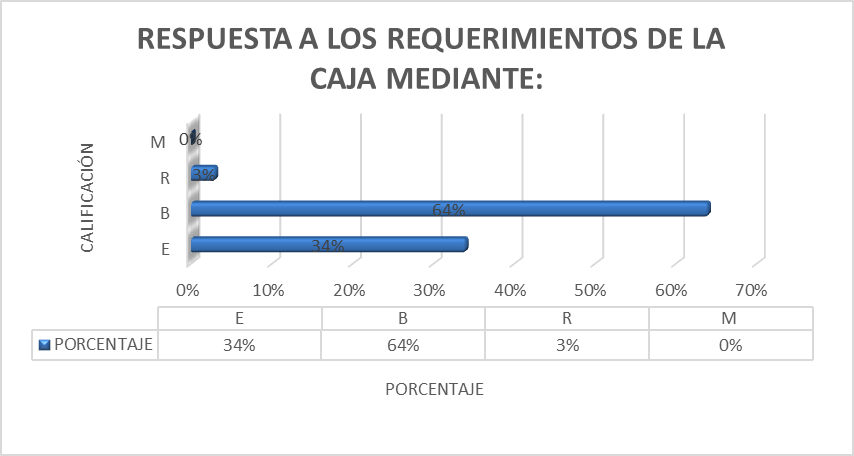 RESPUESTA A LOS REQUERIMIENTOS DE LA
CAJA MEDIANTE:
CALIFICACIÓN
M 0%
R 3%
B 64%
E 34%
0% 10% 20% 30% 40% 50% 60% 70%
E B R M
PORCENTAJE 34% 64% 3% 0%
PORCENTAJE